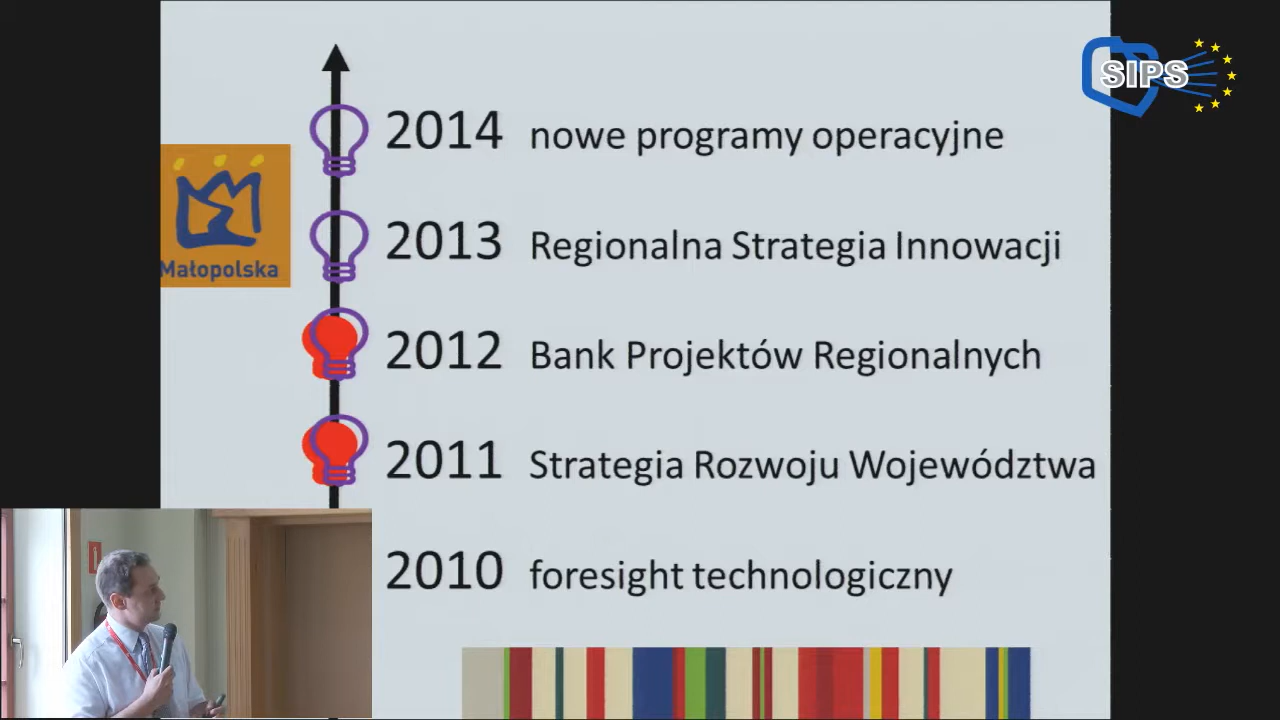 SIPS
2014 nowe programy operacyjne
2013 Regionalna Strategia Innowacji
Małopolska
2012 Bank Projektów Regionalnych
2011 Strategia Rozwoju Województwa
2010 foresight technologiczny